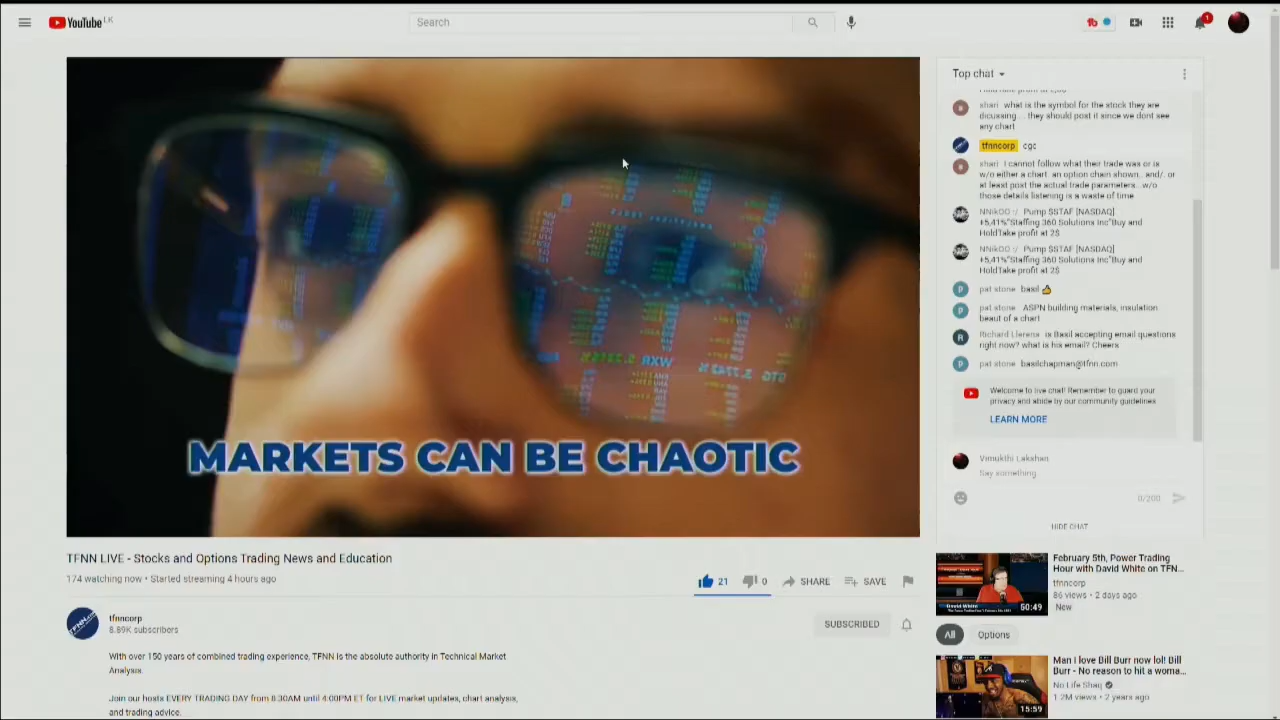 YouTube LK
Search
1
Top chat
shari what is the symbol for the stock they are
dicussing.... they should post it since we dont see
any chart
tfnncorp cgc
shari I cannot follow what their trade was or is
w/o either a chart. an option chain shown.. and/. or
at least post the actual trade parameters...w/o
those details listening is a waste of time
NNikOO :/ Pump $STAF [NASDAQ]
+5,41%"Staffing 360 Solutions Inc"Buy and
Hold'Take profit at 2$
NNikOO :/ Pump $STAF [NASDAQ]
+5,41%"Staffing 360 Solutions Inc"Buy and
Hold'Take profit at 2$
pat stone basil 👍
pat stone ASPN building materials, insulation
beaut of a chart
Richard Llerena is Basil accepting email questions
right now? what is his email? Cheers
pat stone basilchapman@tfnn.com
Welcome to live chat! Remember to guard your
privacy and abide by our community guidelines.
LEARN MORE
Vimukthi Lakshan
Say something...
0/200
HIDE CHAT
MARKETS CAN BE CHAOTIC
TFNN LIVE - Stocks and Options Trading News and Education
174 watching now • Started streaming 4 hours ago
21
0
SHARE
SAVE
tfnncorp
8.89K subscribers
SUBSCRIBED
With over 150 years of combined trading experience, TFNN is the absolute authority in Technical Market
Analysis.
Join our hosts EVERY TRADING DAY from 8:30AM until 4:00PM ET for LIVE market updates, chart analysis,
and trading advice.
David White
50:49
February 5th, Power Trading
Hour with David White on TFN...
tfnncorp
86 views • 2 days ago
New
All
Options
15:59
Man I love Bill Burr now lol! Bill
Burr - No reason to hit a woma...
No Life Shaq
1.2M views • 2 years ago